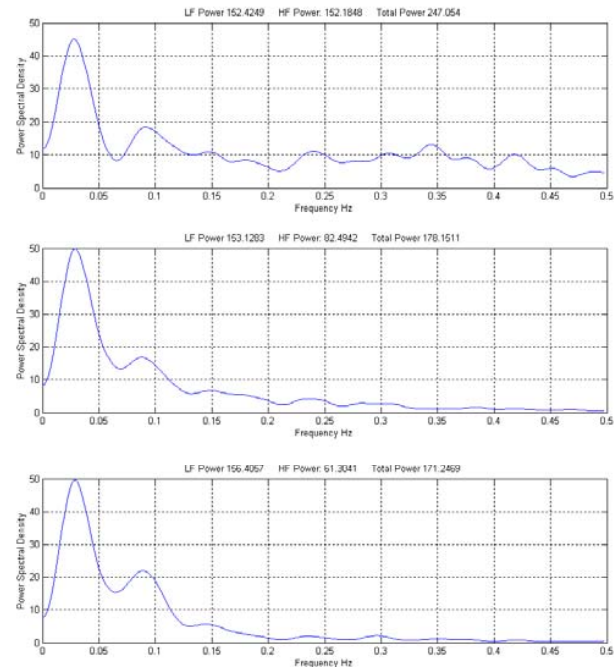 LF Power 152.4249 HF Power: 152.1848 Total Power 247.054
50
40
30
20
10
0
Power Spectral Density
0 0.05 0.1 0.15 0.2 0.25 0.3 0.35 0.4 0.45 0.5
Frequency Hz
LF Power 153.1283 HF Power: 82.4942 Total Power 178.1511
50
40
30
20
10
0
Power Spectral Density
0 0.05 0.1 0.15 0.2 0.25 0.3 0.35 0.4 0.45 0.5
Frequency Hz
LF Power 156.4057 HF Power: 61.3041 Total Power 171.2469
50
40
30
20
10
0
Power Spectral Density
0 0.05 0.1 0.15 0.2 0.25 0.3 0.35 0.4 0.45 0.5
Frequency Hz